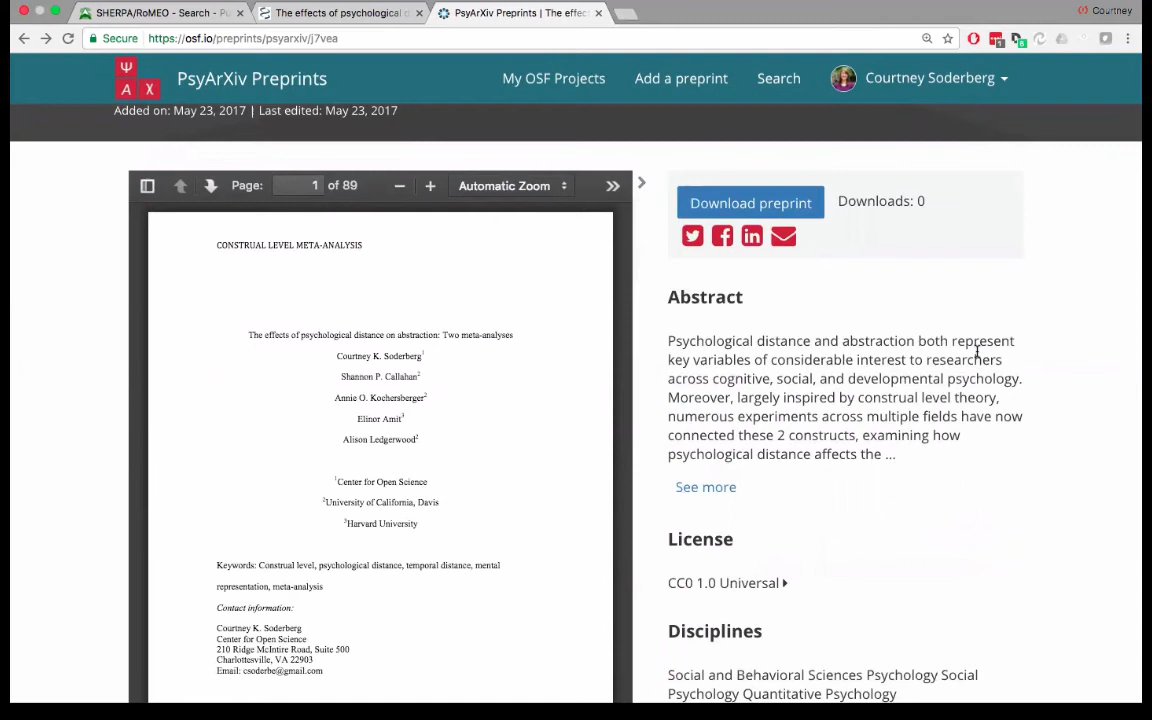 SHERPA/RoMEO - Search - Pu
The effects of psychological d
PsyArXiv Preprints | The effec
Courtney
Secure
https://osf.io/preprints/psyarxiv/j7vea
Ψ
A X
PsyArXiv Preprints
My OSF Projects
Add a preprint
Search
Courtney Soderberg
Added on: May 23, 2017 | Last edited: May 23, 2017
Page: 1 of 89
Automatic Zoom
CONSTRUAL LEVEL META-ANALYSIS
The effects of psychological distance on abstraction: Two meta-analyses
Courtney K. Soderberg1
Shannon P. Callahan2
Annie O. Kochersberger2
Elinor Amit3
Alison Ledgerwood2
1Center for Open Science
2University of California, Davis
3Harvard University
Keywords: Construal level, psychological distance, temporal distance, mental
representation, meta-analysis
Contact information:
Courtney K. Soderberg
Center for Open Science
210 Ridge McIntire Road, Suite 500
Charlottesville, VA 22903
Email: csoderbe@gmail.com
Download preprint
Downloads: 0
Abstract
Psychological distance and abstraction both represent
key variables of considerable interest to researchers
across cognitive, social, and developmental psychology.
Moreover, largely inspired by construal level theory,
numerous experiments across multiple fields have now
connected these 2 constructs, examining how
psychological distance affects the ...
See more
License
CC0 1.0 Universal
Disciplines
Social and Behavioral Sciences Psychology Social
Psychology Quantitative Psychology